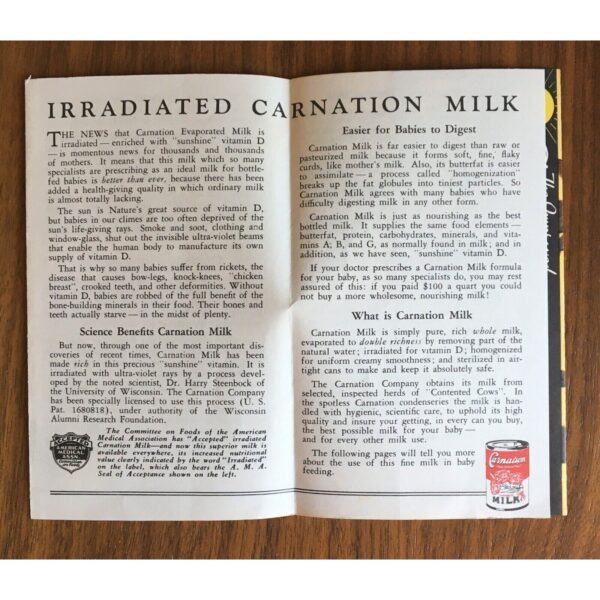 IRRADIATED CARNATION MILK
THE NEWS that Carnation Evaporated Milk is
irradiated—enriched with "sunshine" vitamin D
—is momentous news for thousands and thousands
of mothers. It means that this milk which so many
specialists are prescribing as an ideal milk for bottle-
fed babies is better than ever, because there has been
added a health-giving quality in which ordinary milk
is almost totally lacking.
The sun is Nature's great source of vitamin D,
but babies in our climes are too often deprived of the
sun's life-giving rays. Smoke and soot, clothing and
window-glass, shut out the invisible ultra-violet beams
that enable the human body to manufacture its own
supply of vitamin D.
That is why so many babies suffer from rickets, the
disease that causes bow-legs, knock-knees, "chicken
breast", crooked teeth, and other deformities. Without
vitamin D, babies are robbed of the full benefit of the
bone-building minerals in their food. Their bones and
teeth actually starve—in the midst of plenty.
Science Benefits Carnation Milk
But now, through one of the most important dis-
coveries of recent times, Carnation Milk has been
made rich in this precious "sunshine" vitamin. It is
irradiated with ultra-violet rays by a process devel-
oped by the noted scientist, Dr. Harry Steenbock of
the University of Wisconsin. The Carnation Company
has been specially licensed to use this process (U. S.
Pat. 1680818), under authority of the Wisconsin
Alumni Research Foundation.
ACCEPTED
AMERICAN
MEDICAL
ASSN.
The Committee on Foods of the American
Medical Association has "Accepted" irradiated
Carnation Milk—and now this superior milk is
available everywhere, its increased nutritional
value clearly indicated by the word "Irradiated"
on the label, which also bears the A. M. A.
Seal of Acceptance shown on the left.
Easier for Babies to Digest
Carnation Milk is far easier to digest than raw or
pasteurized milk because it forms soft, fine, flaky
curds, like mother's milk. Also, its butterfat is easier
to assimilate—a process called "homogenization"
breaks up the fat globules into tiniest particles. So
Carnation Milk agrees with many babies who have
difficulty digesting milk in any other form.
Carnation Milk is just as nourishing as the best
bottled milk. It supplies the same food elements—
butterfat, protein, carbohydrates, minerals, and vita-
mins A, B, and G, as normally found in milk; and in
addition, as we have seen, "sunshine" vitamin D.
If your doctor prescribes a Carnation Milk formula
for your baby, as so many specialists do, you may rest
assured of this: if you paid $100 a quart you could
not buy a more wholesome, nourishing milk!
What is Carnation Milk
Carnation Milk is simply pure, rich whole milk,
evaporated to double richness by removing part of the
natural water; irradiated for vitamin D; homogenized
for uniform creamy smoothness; and sterilized in air-
tight cans to make and keep it absolutely safe.
The Carnation Company obtains its milk from
selected, inspected herds of "Contented Cows". In
the spotless Carnation condenseries the milk is han-
dled with hygienic, scientific care, to uphold its high
quality and insure your getting, in every can you buy,
the best possible milk for your baby—
and for every other milk use.
The following pages will tell you more
about the use of this fine milk in baby
feeding.
Carnation
MILK